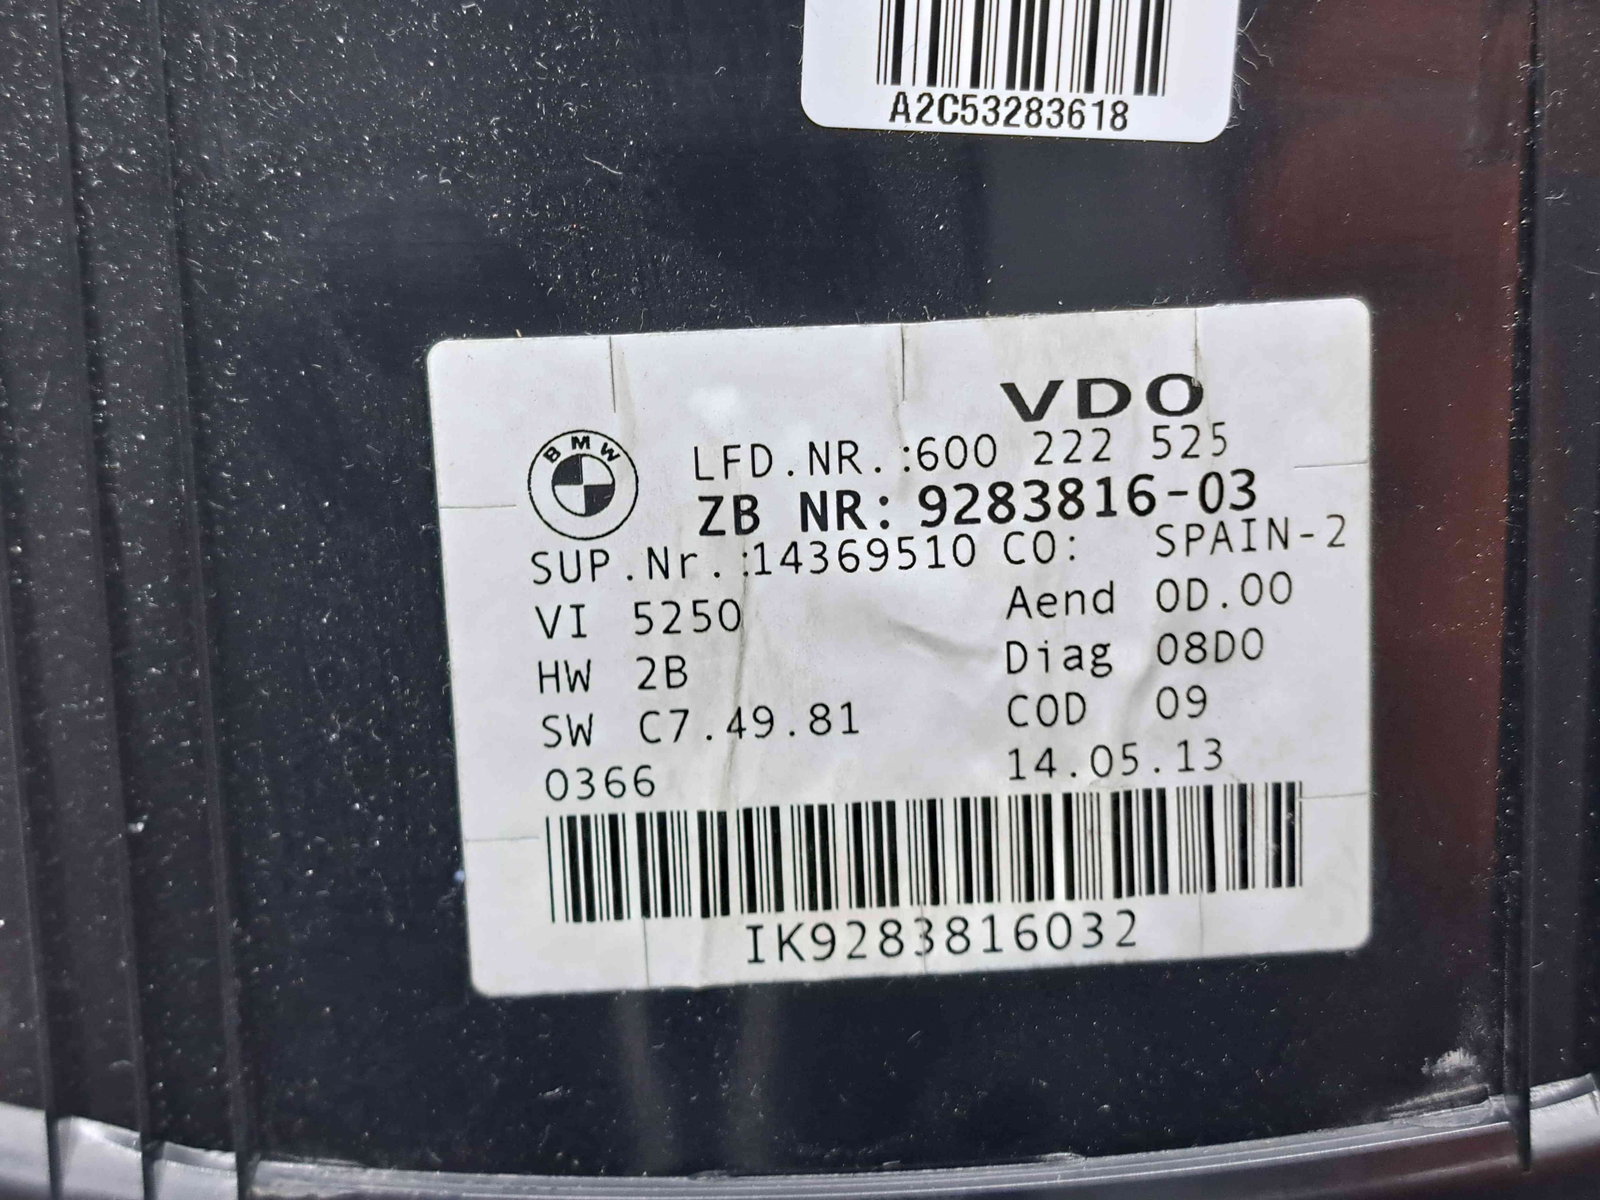 A2C53283618
VDO
BMW
LFD.NR.:600 222 525
ZB NR: 9283816-03
SUP.Nr.:14369510 CO: SPAIN-2
VI 5250 Aend 0D.00
HW 2B Diag 08D0
SW C7.49.81 COD 09
0366 14.05.13
IK9283816032